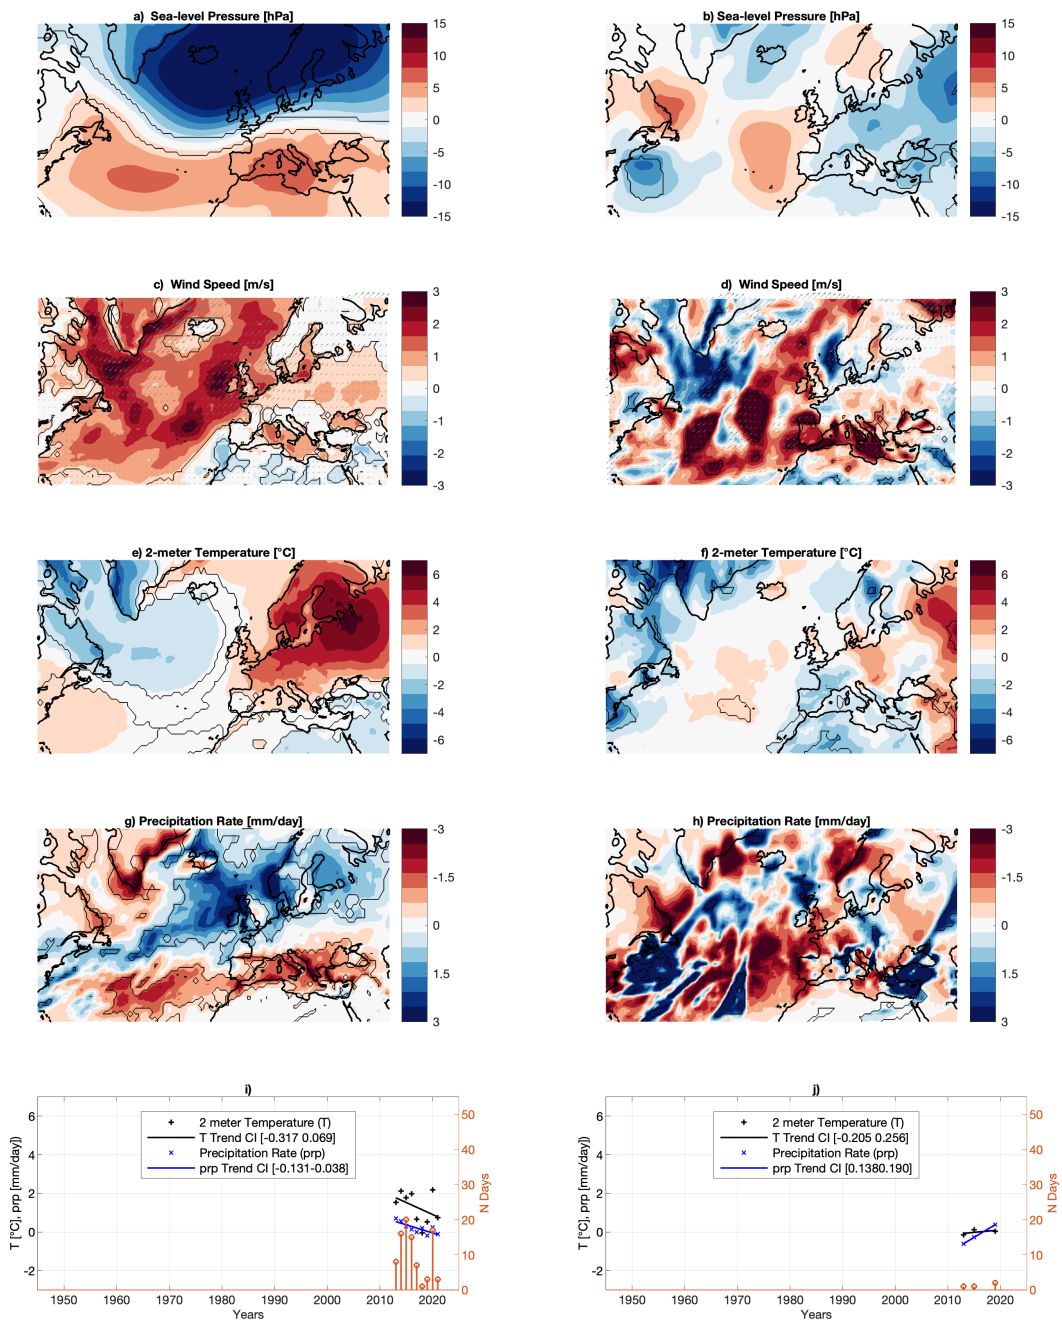 a) Sea-level Pressure [hPa]
15
10
5
0
-5
-10
-15
b) Sea-level Pressure [hPa]
15
10
5
0
-5
-10
-15
c) Wind Speed [m/s]
3
2
1
0
-1
-2
-3
d) Wind Speed [m/s]
3
2
1
0
-1
-2
-3
e) 2-meter Temperature [°C]
6
4
2
0
-2
-4
-6
f) 2-meter Temperature [°C]
6
4
2
0
-2
-4
-6
g) Precipitation Rate [mm/day]
-3
-1.5
0
1.5
3
h) Precipitation Rate [mm/day]
-3
-1.5
0
1.5
3
i)
T [°C], prp [mm/day])
6
4
2
0
-2
+ 2 meter Temperature (T)
T Trend CI [-0.317 0.069]
× Precipitation Rate (prp)
prp Trend CI [-0.131-0.038]
50
40
30
20
10
0
N Days
1950 1960 1970 1980 1990 2000 2010 2020
Years
j)
T [°C], prp [mm/day])
6
4
2
0
-2
+ 2 meter Temperature (T)
T Trend CI [-0.205 0.256]
× Precipitation Rate (prp)
prp Trend CI [0.1380.190]
50
40
30
20
10
0
N Days
1950 1960 1970 1980 1990 2000 2010 2020
Years